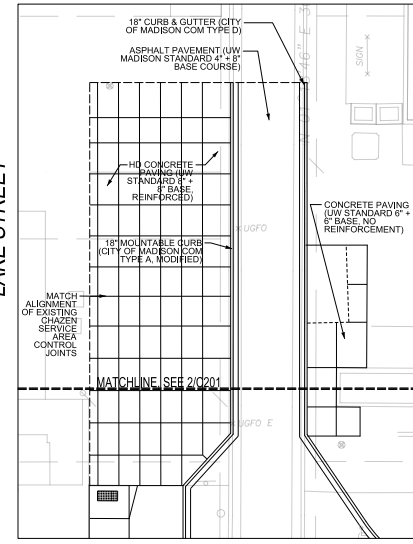 18" CURB & GUTTER (CITY
OF MADISON COM TYPE D)
ASPHALT PAVEMENT (UW
MADISON STANDARD 4" + 8"
BASE COURSE)
SIGN
HD CONCRETE
PAVING (UW
STANDARD 8" +
8" BASE,
REINFORCED)
CONCRETE PAVING
(UW STANDARD 6" +
6" BASE, NO
REINFORCEMENT)
UGFO
18" MOUNTABLE CURB
(CITY OF MADISON COM
TYPE A, MODIFIED)
LAKE STREET
MATCH
ALIGNMENT
OF EXISTING
CHAZEN
SERVICE
AREA
CONTROL
JOINTS
MATCHLINE, SEE 2/C201
UGFO E